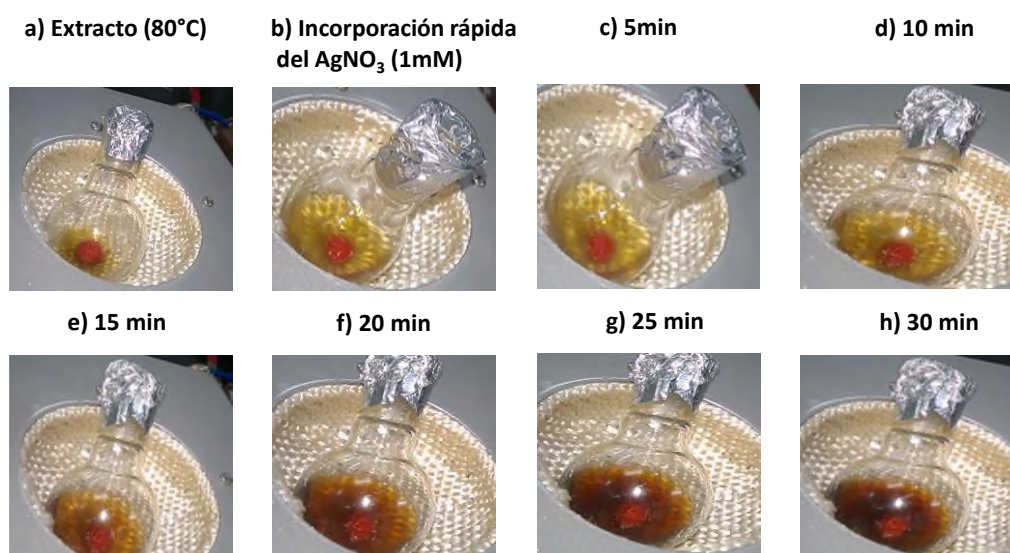 a) Extracto (80°C)
b) Incorporación rápida
del AgNO₃ (1mM)
c) 5min
d) 10 min
e) 15 min
f) 20 min
g) 25 min
h) 30 min